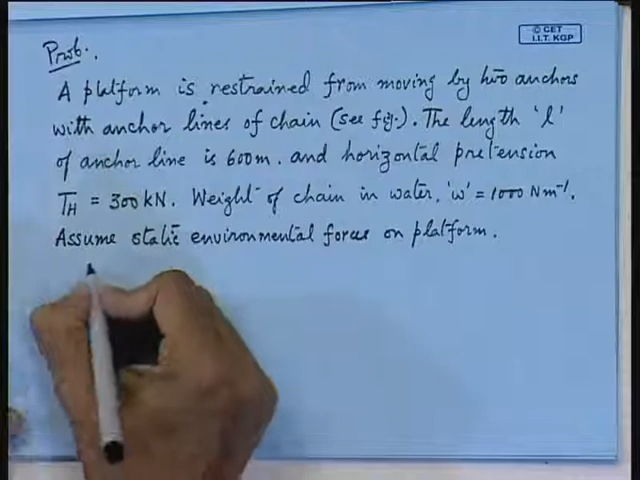 © CET
I.I.T. KGP
Prob.
A platform is restrained from moving by two anchors
with anchor lines of chain (see fig.). The length 'l'
of anchor line is 600m. and horizontal pretension
T_H = 300 kN. Weight of chain in water, 'w' = 1000 Nm⁻¹.
Assume static environmental forces on platform.